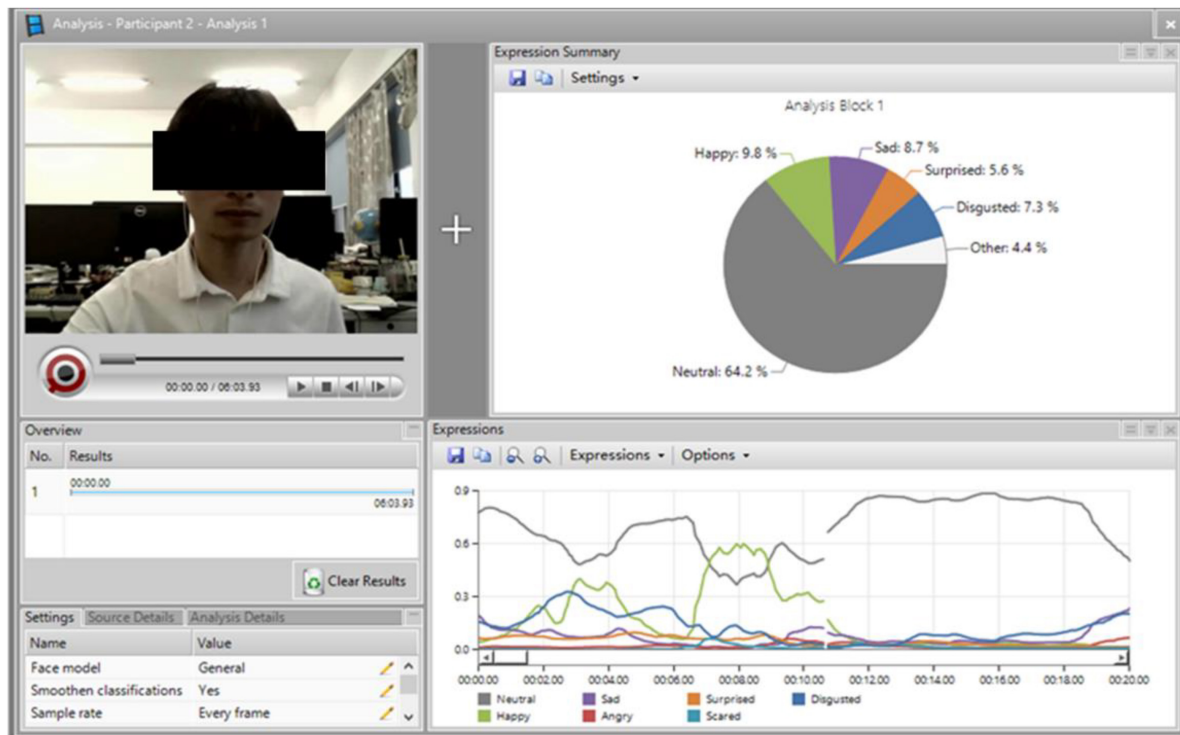 Analysis - Participant 2 - Analysis 1
Expression Summary
Settings
Analysis Block 1
Happy: 9.8 %
Sad: 8.7 %
Surprised: 5.6 %
Disgusted: 7.3 %
Other: 4.4 %
Neutral: 64.2 %
DELL
00:00.00 / 06:03.93
Overview
No. Results
1 00:00.00
06:03.93
Clear Results
Settings Source Details Analysis Details
Name Value
Face model General
Smoothen classifications Yes
Sample rate Every frame
Expressions
Expressions Options
0.9
0.6
0.3
0.0
00:00.00 00:02.00 00:04.00 00:06.00 00:08.00 00:10.00 00:12.00 00:14.00 00:16.00 00:18.00 00:20.00
Neutral Sad Surprised Disgusted
Happy Angry Scared